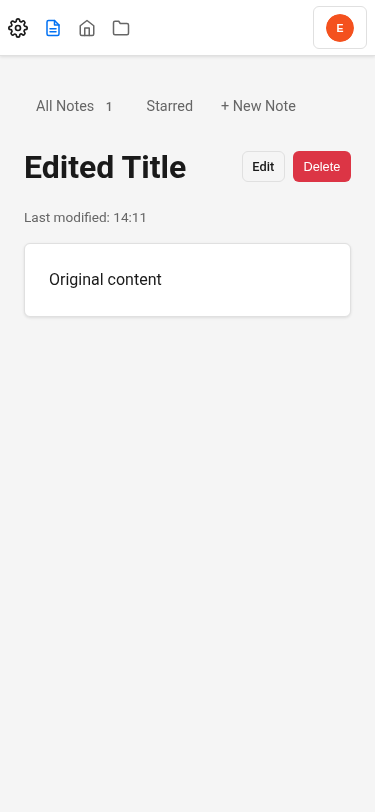 E
All Notes 1 Starred + New Note
Edited Title Edit Delete
Last modified: 14:11
Original content